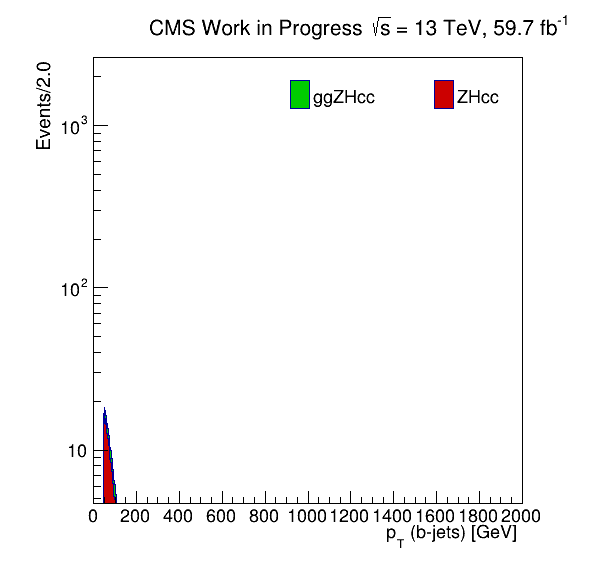 CMS Work in Progress √s = 13 TeV, 59.7 fb⁻¹
Events/2.0
ggZHcc ZHcc
10³
10²
10
0 200 400 600 800 1000 1200 1400 1600 1800 2000
p_T (b-jets) [GeV]